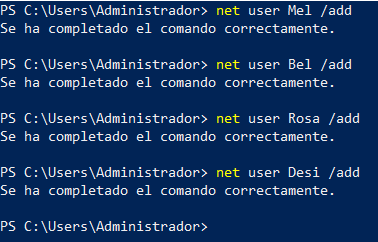 PS C:\Users\Administrador> net user Mel /add
Se ha completado el comando correctamente.
PS C:\Users\Administrador> net user Bel /add
Se ha completado el comando correctamente.
PS C:\Users\Administrador> net user Rosa /add
Se ha completado el comando correctamente.
PS C:\Users\Administrador> net user Desi /add
Se ha completado el comando correctamente.
PS C:\Users\Administrador>